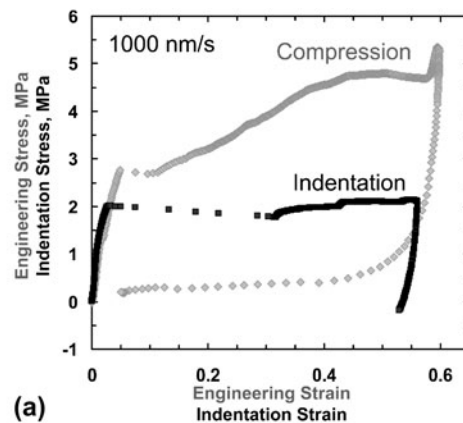 1000 nm/s
Compression
Indentation
Engineering Stress, MPa
Indentation Stress, MPa
6
5
4
3
2
1
0
-1
0
0.2
0.4
0.6
Engineering Strain
Indentation Strain
(a)